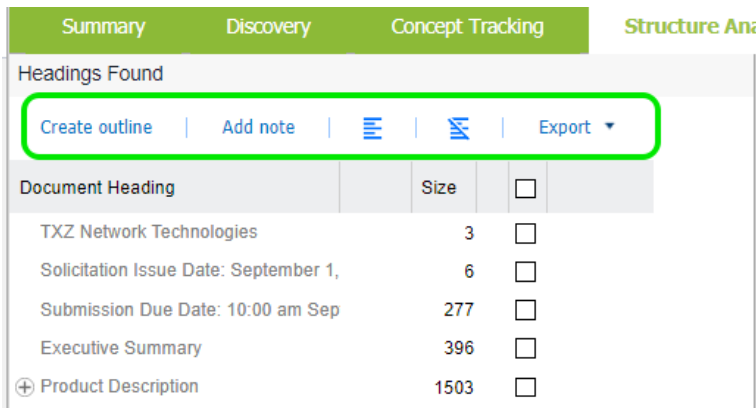 Summary Discovery Concept Tracking Structure Ana
Headings Found
Create outline Add note Export
Document Heading Size
TXZ Network Technologies 3
Solicitation Issue Date: September 1, 6
Submission Due Date: 10:00 am Sep 277
Executive Summary 396
Product Description 1503